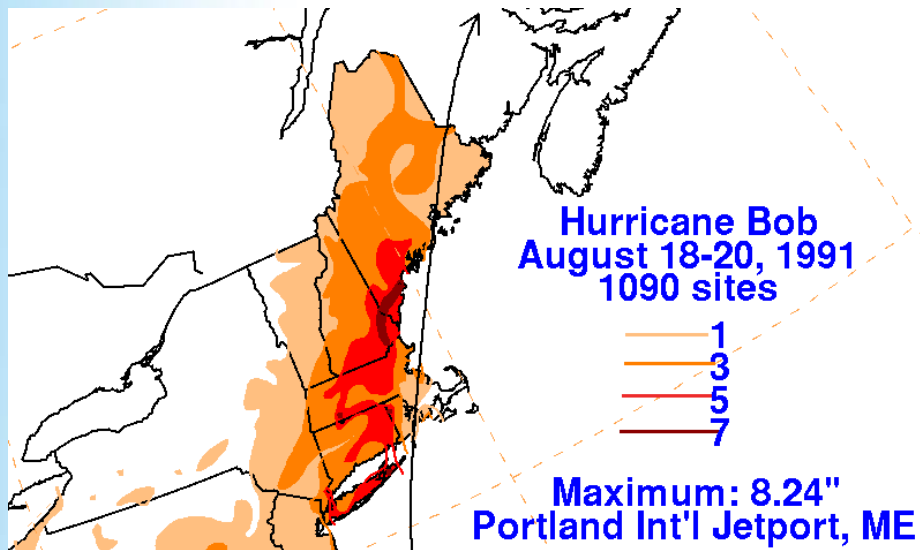 Hurricane Bob
August 18-20, 1991
1090 sites
1
3
5
7
Maximum: 8.24"
Portland Int'l Jetport, ME